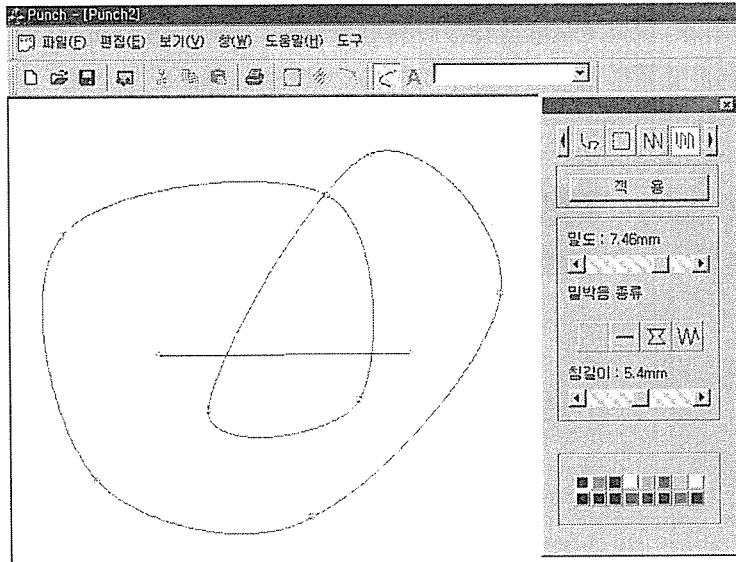 Punch - [Punch2]
파일(F) 편집(E) 보기(V) 창(W) 도움말(H) 도구
A
적 용
밀도 : 7.46mm
밑박음 종류
침길이 : 5.4mm